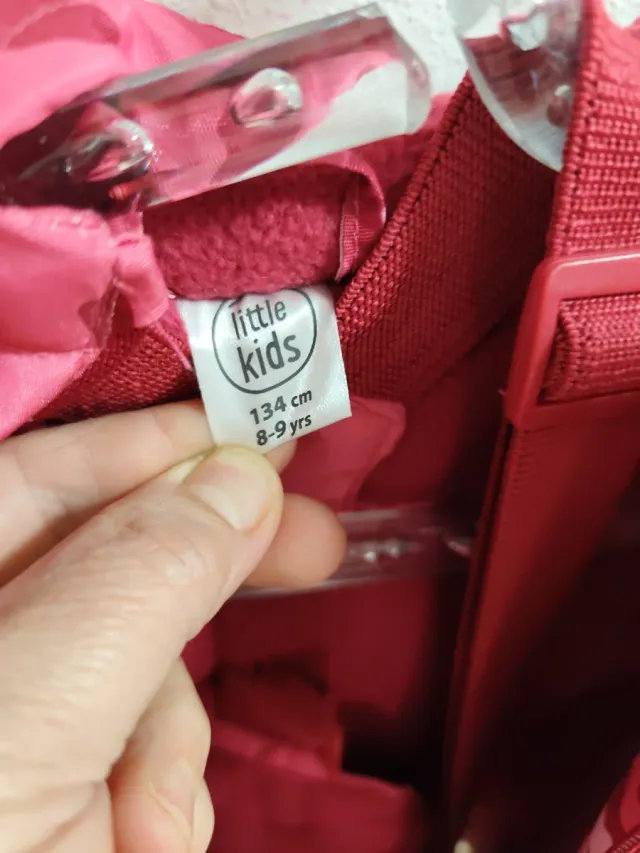 little
kids
134 cm
8-9 yrs